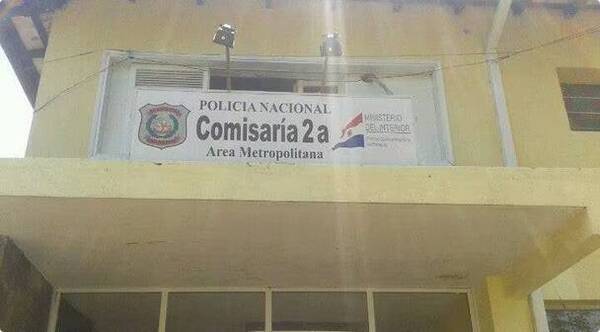 POLICIA NACIONAL
Comisaría 2a
Area Metropolitana
MINISTERIO
DEL INTERIOR